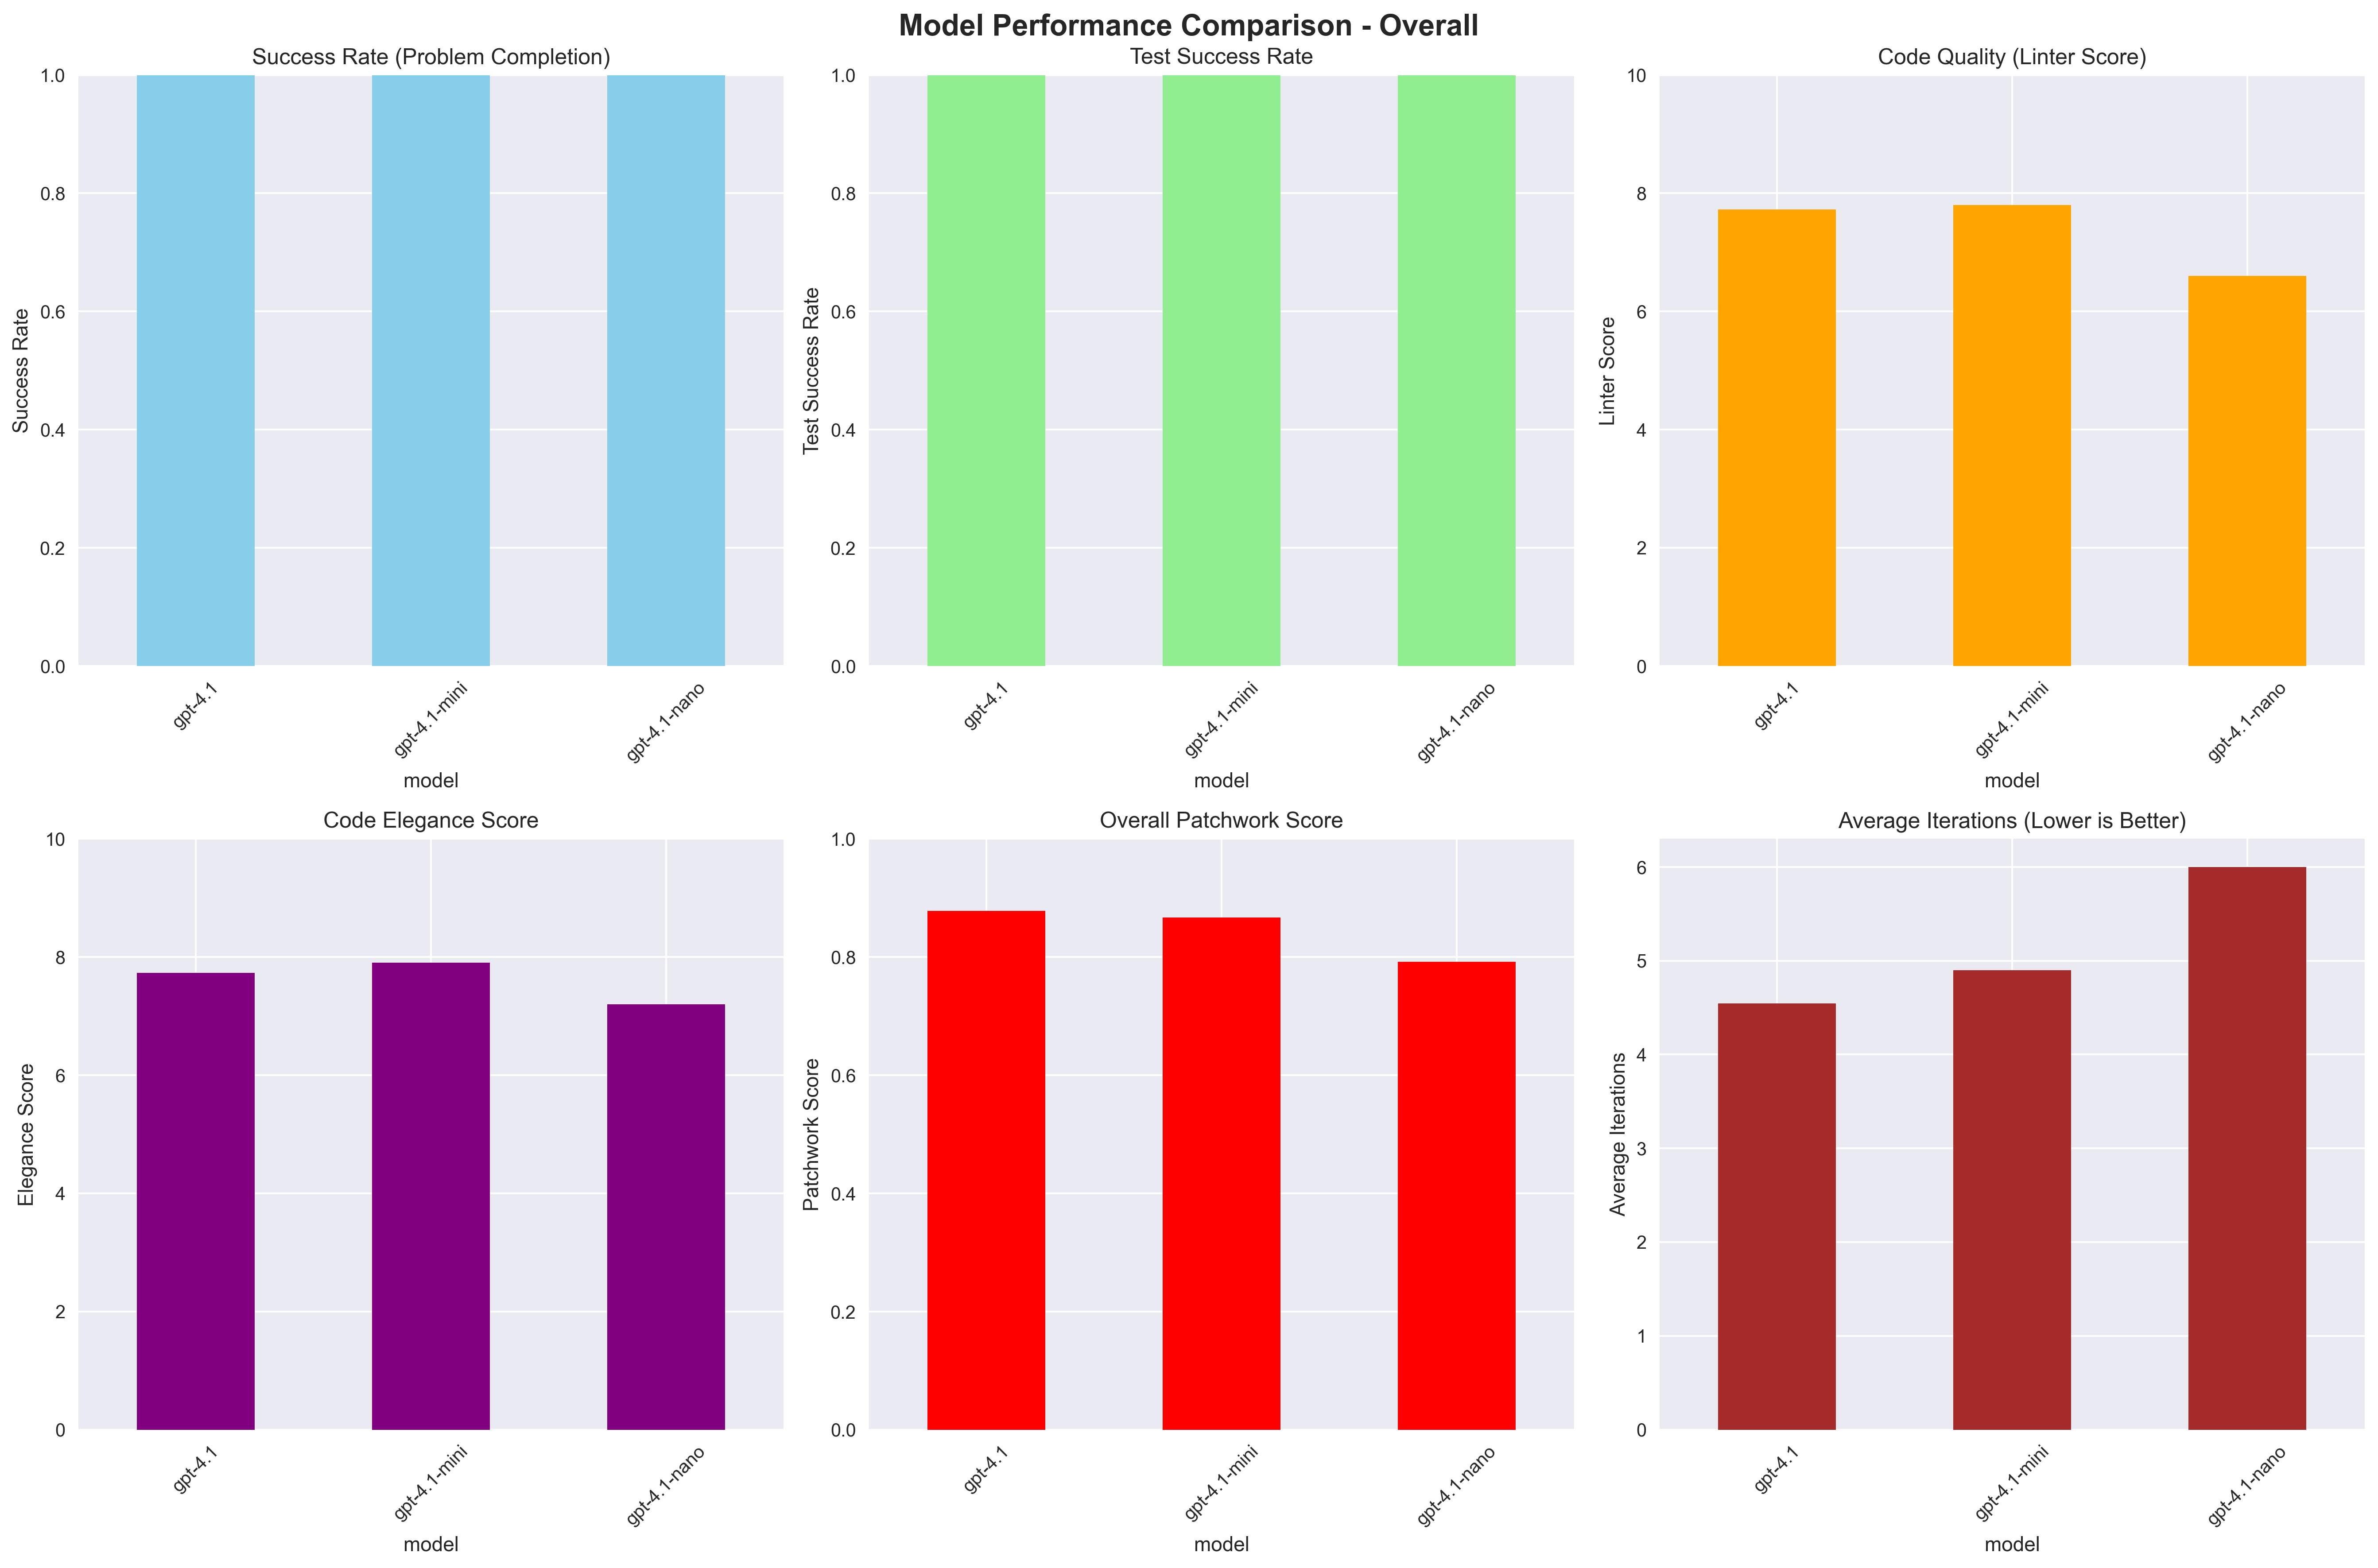 Model Performance Comparison - Overall
Success Rate (Problem Completion)
1.0
0.8
0.6
0.4
0.2
0.0
Success Rate
gpt-4.1
gpt-4.1-mini
gpt-4.1-nano
model
Test Success Rate
1.0
0.8
0.6
0.4
0.2
0.0
Test Success Rate
gpt-4.1
gpt-4.1-mini
gpt-4.1-nano
model
Code Quality (Linter Score)
10
8
6
4
2
0
Linter Score
gpt-4.1
gpt-4.1-mini
gpt-4.1-nano
model
Code Elegance Score
10
8
6
4
2
0
Elegance Score
gpt-4.1
gpt-4.1-mini
gpt-4.1-nano
model
Overall Patchwork Score
1.0
0.8
0.6
0.4
0.2
0.0
Patchwork Score
gpt-4.1
gpt-4.1-mini
gpt-4.1-nano
model
Average Iterations (Lower is Better)
6
5
4
3
2
1
0
Average Iterations
gpt-4.1
gpt-4.1-mini
gpt-4.1-nano
model